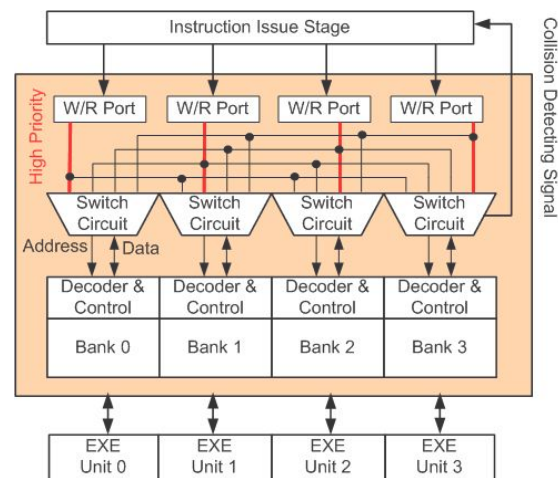 Instruction Issue Stage
Collision Detecting Signal
W/R Port
W/R Port
W/R Port
W/R Port
High Priority
Switch
Circuit
Switch
Circuit
Switch
Circuit
Switch
Circuit
Address
Data
Decoder &
Control
Decoder &
Control
Decoder &
Control
Decoder &
Control
Bank 0
Bank 1
Bank 2
Bank 3
EXE
Unit 0
EXE
Unit 1
EXE
Unit 2
EXE
Unit 3